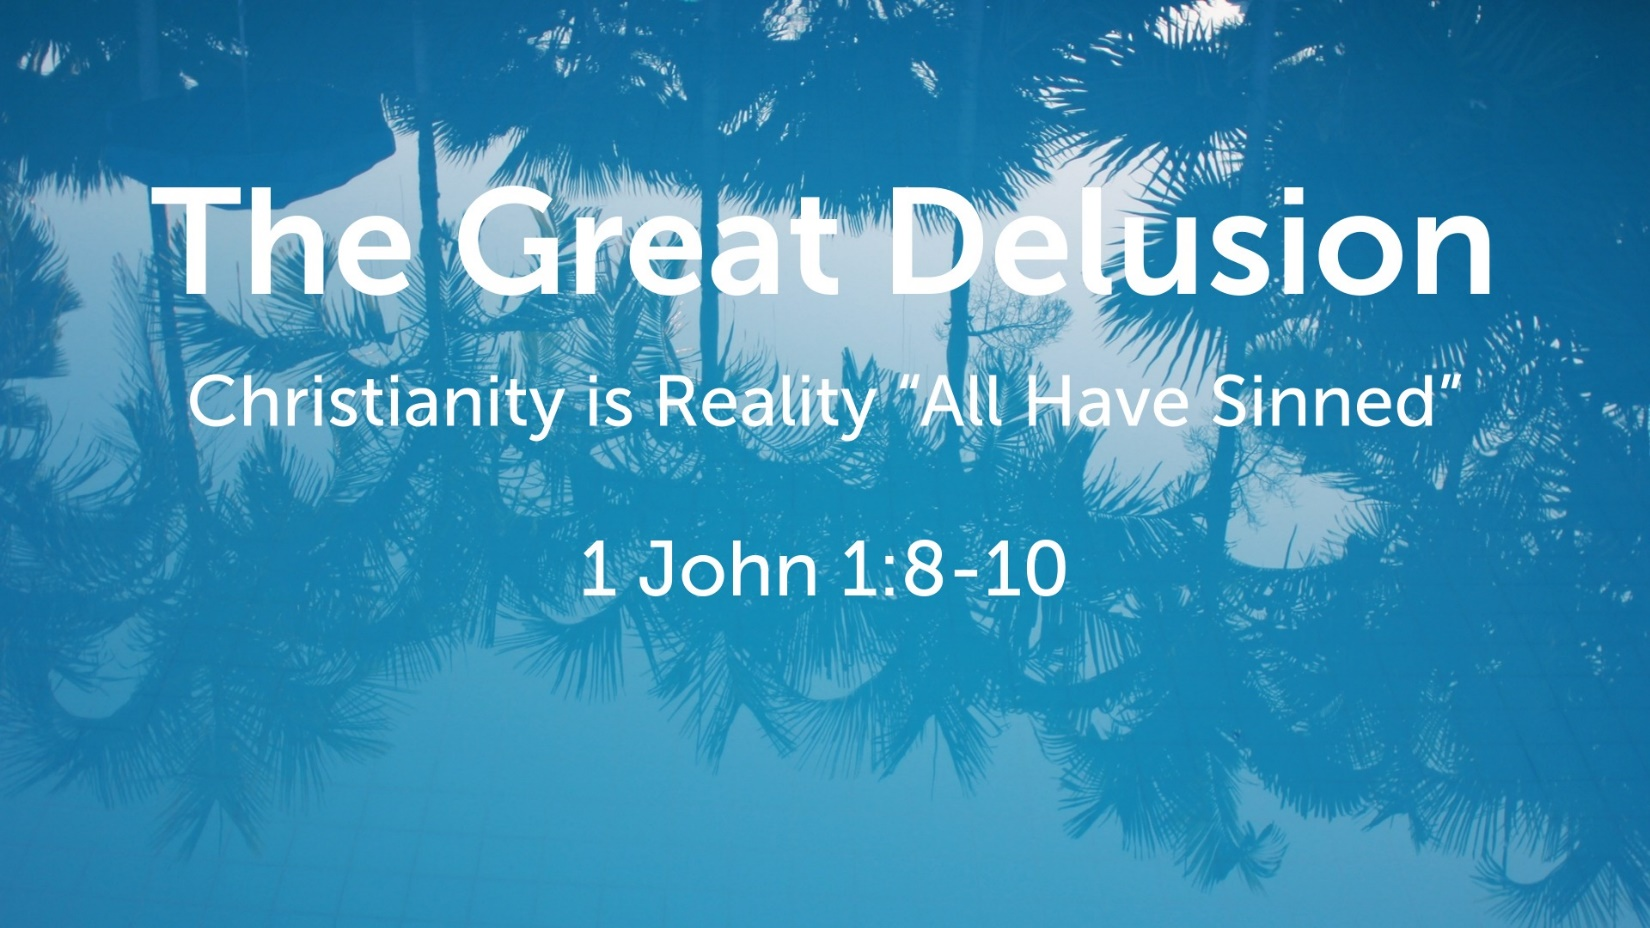 The Great Delusion
Christianity is Reality “All Have Sinned”
1 John 1:8-10